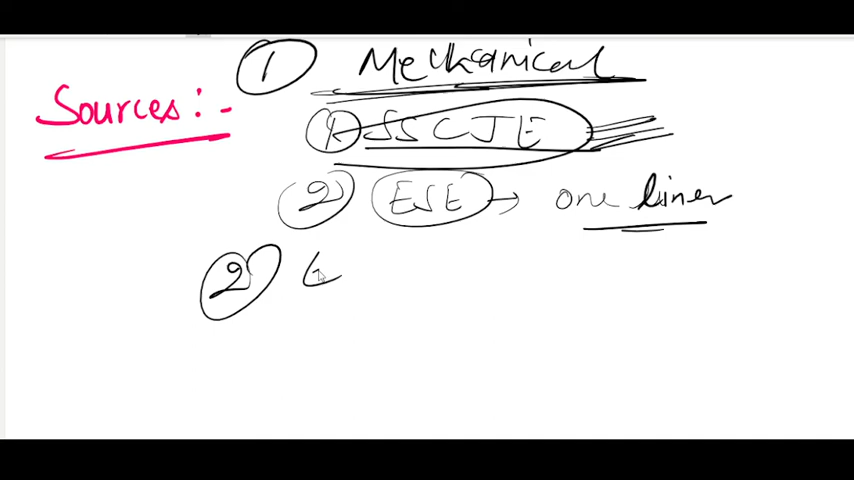 ① Mechanical
Sources :-
① SSC JE
② ESE → one liner
②